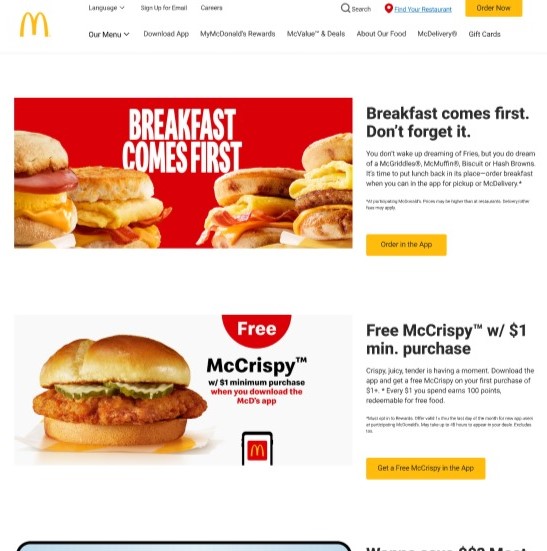 Language
Sign Up for Email
Careers
Search
Find Your Restaurant
Order Now
Our Menu
Download App
MyMcDonald's Rewards
McValue™ & Deals
About Our Food
McDelivery®
Gift Cards
BREAKFAST
COMES FIRST
Breakfast comes first.
Don't forget it.
You don't wake up dreaming of Fries, but you do dream
of a McGriddles®, McMuffin®, Biscuit or Hash Browns.
It's time to put lunch back in its place—order breakfast
when you can in the app for pickup or McDelivery.*
*At participating McDonald's. Prices may be higher than at restaurants. Delivery/other
fees may apply.
Order in the App
Free
McCrispy™
w/ $1 minimum purchase
when you download the
McD's app
Free McCrispy™ w/ $1
min. purchase
Crispy, juicy, tender is having a moment. Download the
app and get a free McCrispy on your first purchase of
$1+. * Every $1 you spend earns 100 points,
redeemable for free food.
*Must opt in to Rewards. Offer valid 1x thru the last day of the month for new app users
at participating McDonald's. May take up to 48 hours to appear in your deals. Excludes
tax.
Get a Free McCrispy in the App